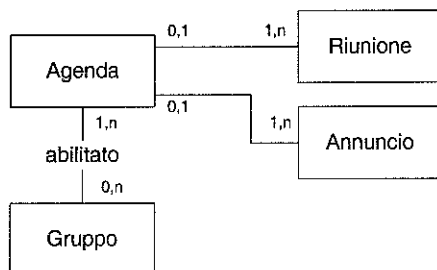 0,1
1,n
Riunione
Agenda
0,1
1,n
Annuncio
1,n
abilitato
0,n
Gruppo